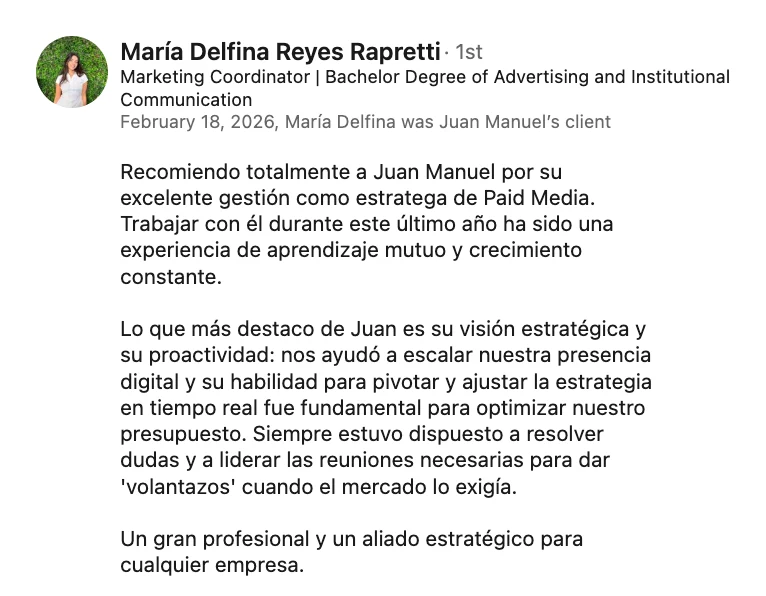 María Delfina Reyes Rapretti · 1st
Marketing Coordinator | Bachelor Degree of Advertising and Institutional
Communication
February 18, 2026, María Delfina was Juan Manuel’s client
Recomiendo totalmente a Juan Manuel por su
excelente gestión como estratega de Paid Media.
Trabajar con él durante este último año ha sido una
experiencia de aprendizaje mutuo y crecimiento
constante.
Lo que más destaco de Juan es su visión estratégica y
su proactividad: nos ayudó a escalar nuestra presencia
digital y su habilidad para pivotar y ajustar la estrategia
en tiempo real fue fundamental para optimizar nuestro
presupuesto. Siempre estuvo dispuesto a resolver
dudas y a liderar las reuniones necesarias para dar
'volantazos' cuando el mercado lo exigía.
Un gran profesional y un aliado estratégico para
cualquier empresa.